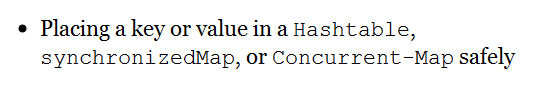 • Placing a key or value in a Hashtable,
synchronizedMap, or Concurrent-Map safely